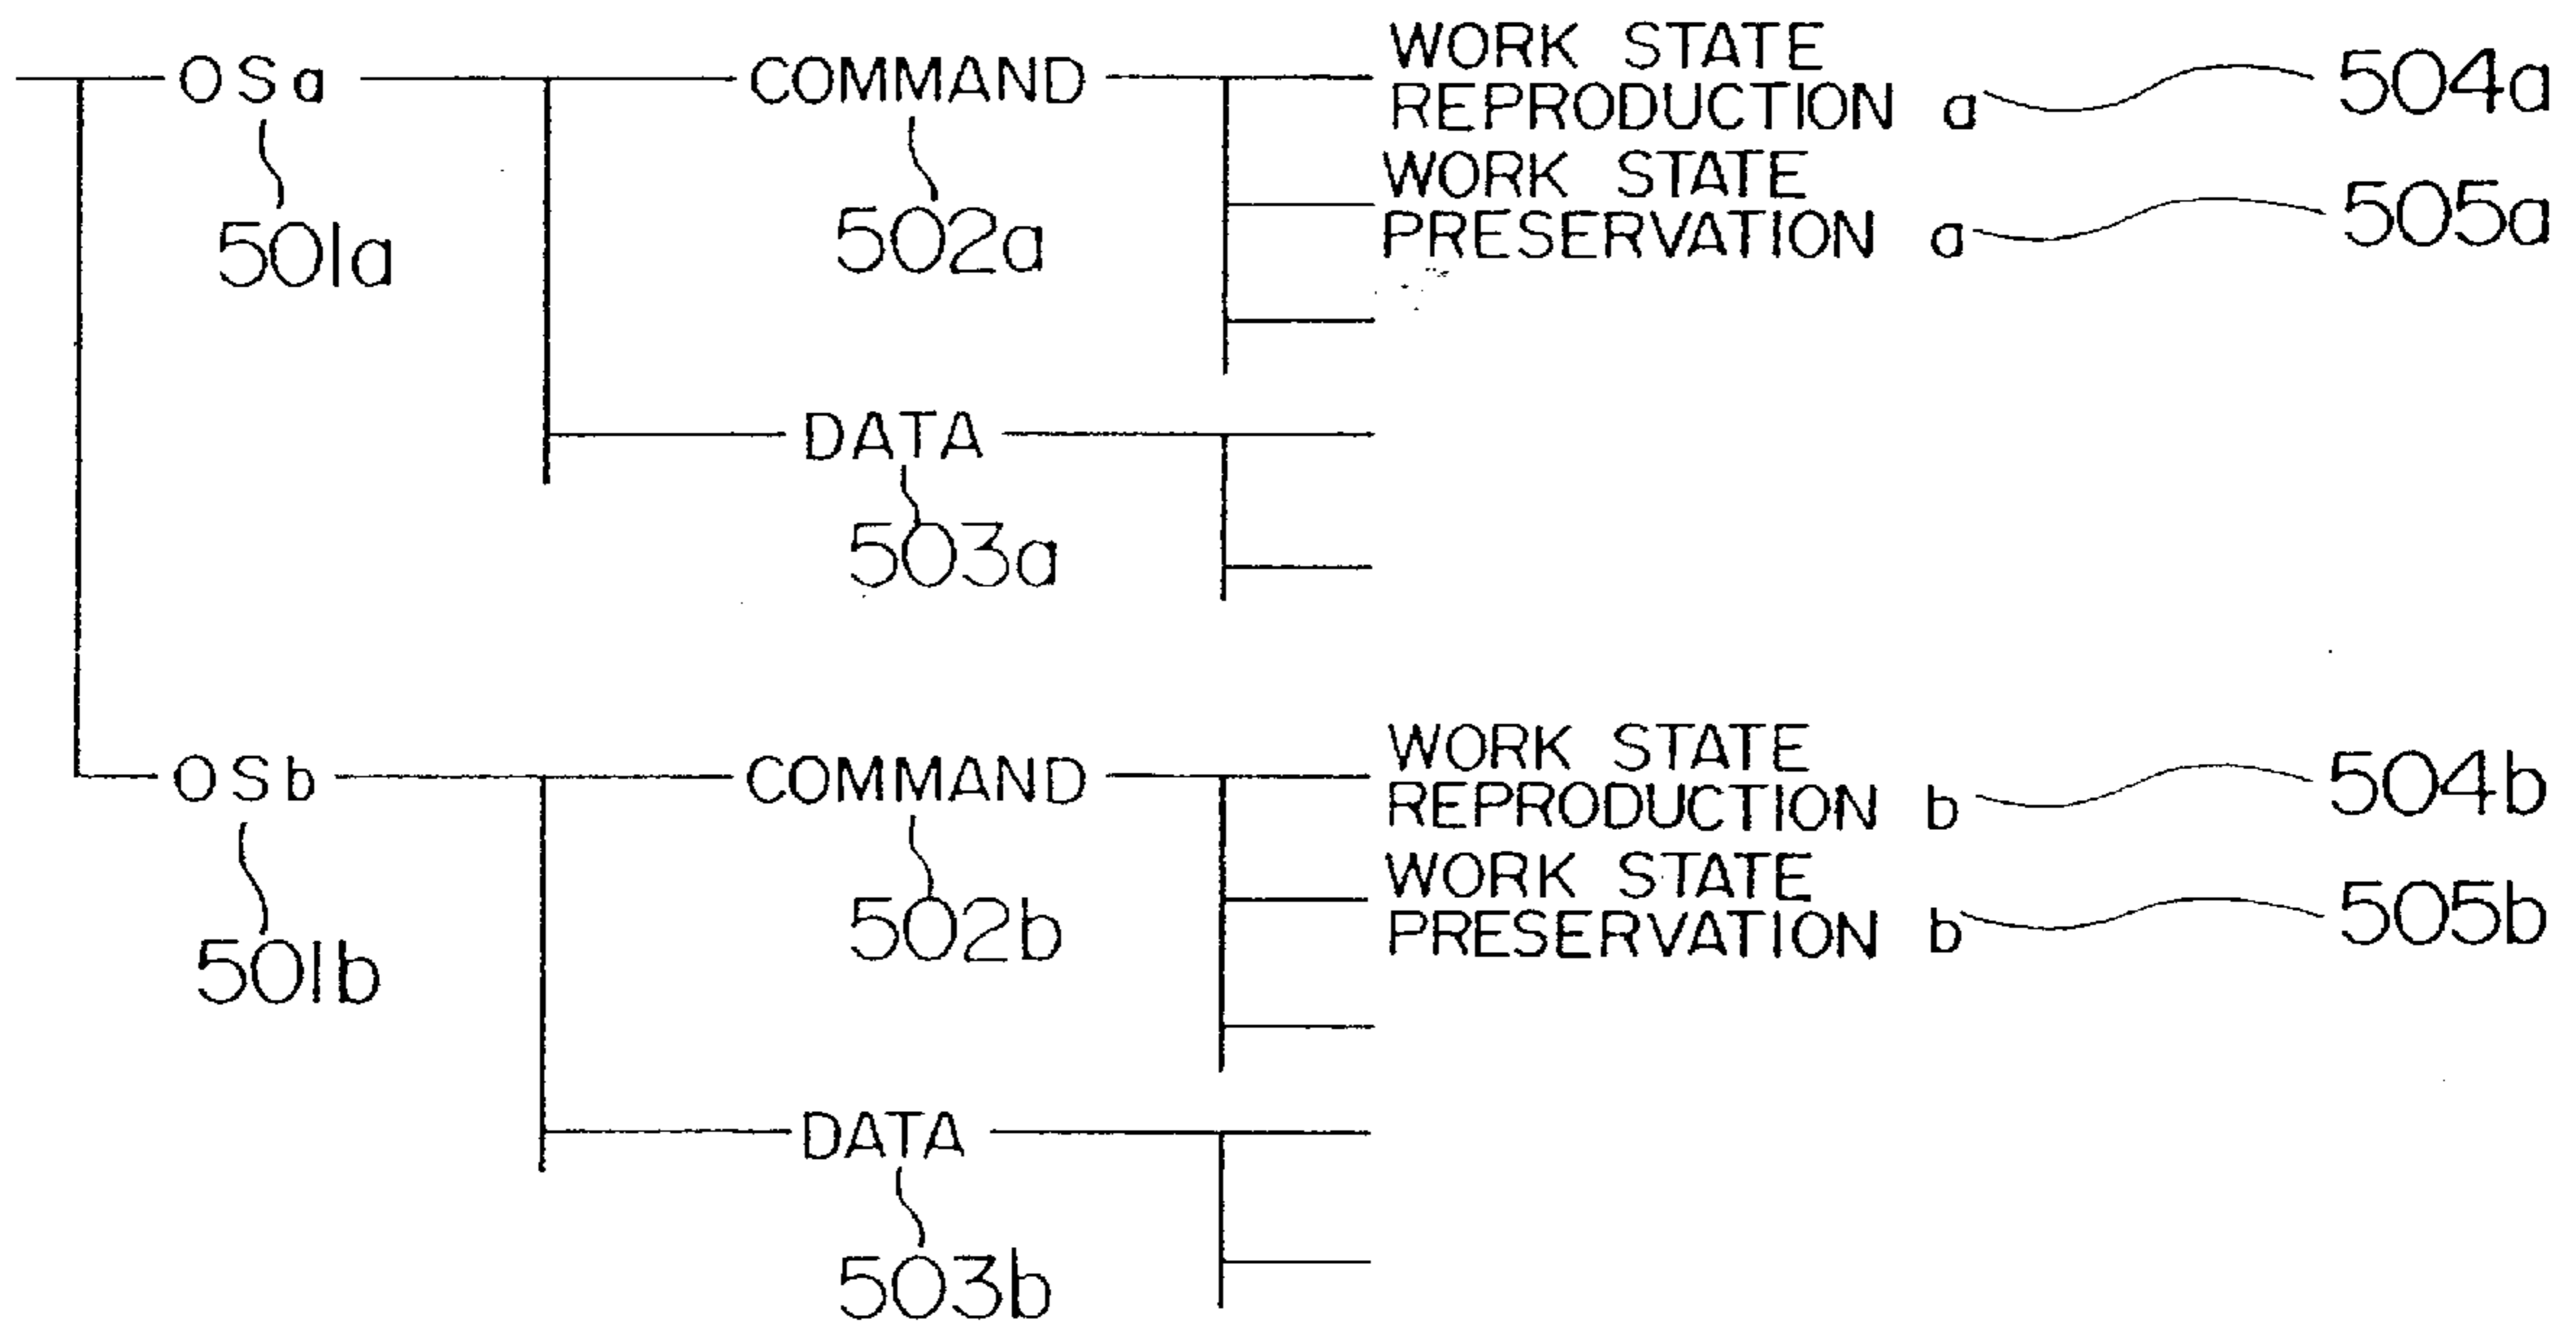 OSa COMMAND WORK STATE
REPRODUCTION a 504a
WORK STATE
PRESERVATION a 505a
501a 502a
DATA
503a
OSb COMMAND WORK STATE
REPRODUCTION b 504b
WORK STATE
PRESERVATION b 505b
501b 502b
DATA
503b